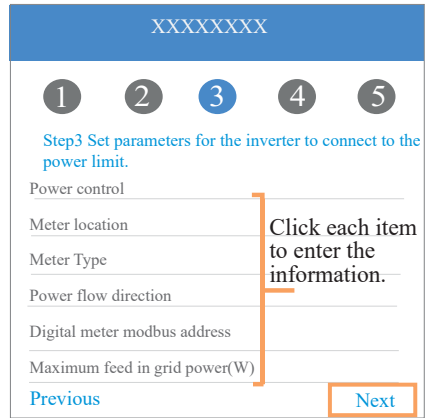 XXXXXXXX
1 2 3 4 5
Step3 Set parameters for the inverter to connect to the
power limit.
Power control
Meter location
Meter Type
Power flow direction
Digital meter modbus address
Maximum feed in grid power(W)
Click each item
to enter the
information.
Previous
Next